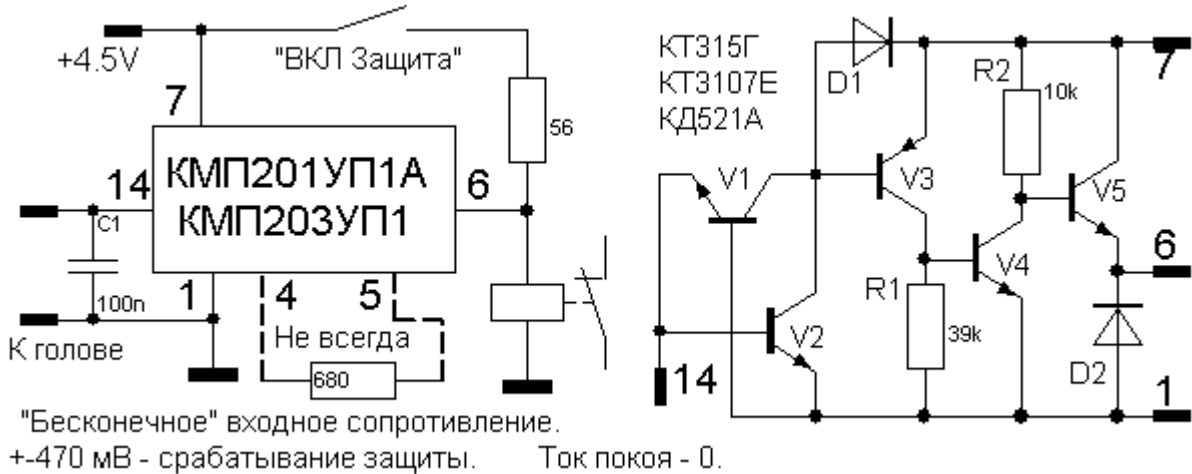 +4.5V
"ВКЛ Защита"
7
56
14
КМП201УП1А
КМП203УП1
6
C1
100n
1
4
5
К голове
Не всегда
680
"Бесконечное" входное сопротивление.
+-470 мВ - срабатывание защиты.
Ток покоя - 0.
КТ315Г
КТ3107Е
КД521А
D1
R2
10k
7
V1
V3
V5
V4
6
R1
39k
V2
14
D2
1